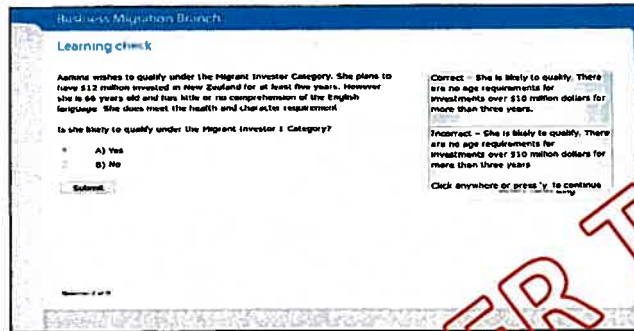 Business Migration Branch
Learning check
Aamina wishes to qualify under the Migrant Investor Category. She plans to
have $12 million invested in New Zealand for at least five years. However
she is 66 years old and has little or no comprehension of the English
language. She does meet the health and character requirement
Is she likely to qualify under the Migrant Investor 1 Category?
A) Yes
B) No
Submit
Correct - She is likely to qualify. There
are no age requirements for
investments over $10 million dollars for
more than three years.
Incorrect - She is likely to qualify. There
are no age requirements for
investments over $10 million dollars for
more than three years
Click anywhere or press 'y' to continue
ER T